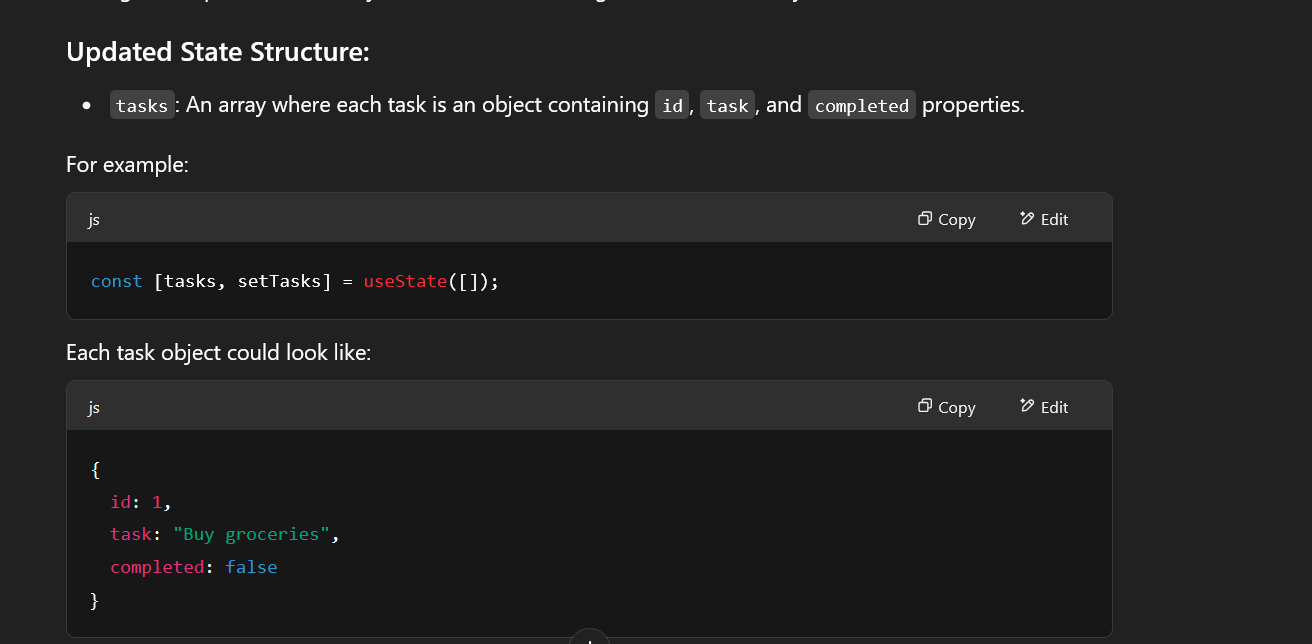 Updated State Structure:
• tasks: An array where each task is an object containing id, task, and completed properties.
For example:
js Copy Edit
const [tasks, setTasks] = useState([]);
Each task object could look like:
js Copy Edit
{
  id: 1,
  task: "Buy groceries",
  completed: false
}